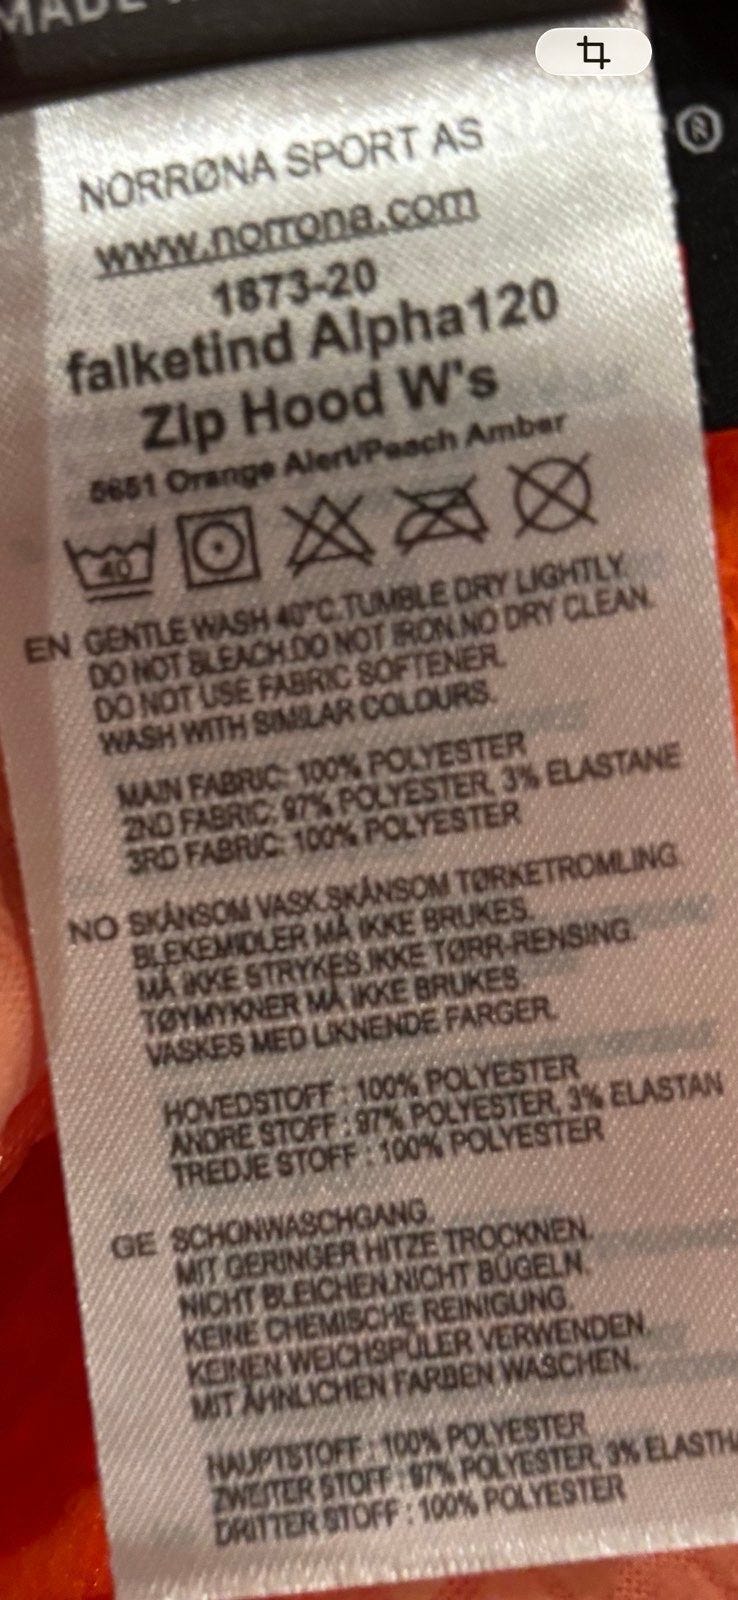 MADE
NORRØNA SPORT AS
www.norrona.com
1873-20
falketind Alpha120
Zip Hood W's
5651 Orange Alert/Peach Amber
40
EN GENTLE WASH 40°C.TUMBLE DRY LIGHTLY.
DO NOT BLEACH.DO NOT IRON.NO DRY CLEAN.
DO NOT USE FABRIC SOFTENER.
WASH WITH SIMILAR COLOURS.
MAIN FABRIC: 100% POLYESTER
2ND FABRIC: 97% POLYESTER, 3% ELASTANE
3RD FABRIC: 100% POLYESTER
NO SKÅNSOM VASK.SKÅNSOM TØRKETROMLING.
BLEKEMIDLER MÅ IKKE BRUKES.
MÅ IKKE STRYKES.IKKE TØRR-RENSING.
TØYMYKNER MÅ IKKE BRUKES.
VASKES MED LIKNENDE FARGER.
HOVEDSTOFF : 100% POLYESTER
ANDRE STOFF : 97% POLYESTER, 3% ELASTAN
TREDJE STOFF : 100% POLYESTER
GE SCHONWASCHGANG.
MIT GERINGER HITZE TROCKNEN.
NICHT BLEICHEN.NICHT BÜGELN.
KEINE CHEMISCHE REINIGUNG.
KEINEN WEICHSPÜLER VERWENDEN.
MIT ÄHNLICHEN FARBEN WASCHEN.
HAUPTSTOFF : 100% POLYESTER
ZWEITER STOFF : 97% POLYESTER, 3% ELASTHA
DRITTER STOFF : 100% POLYESTER